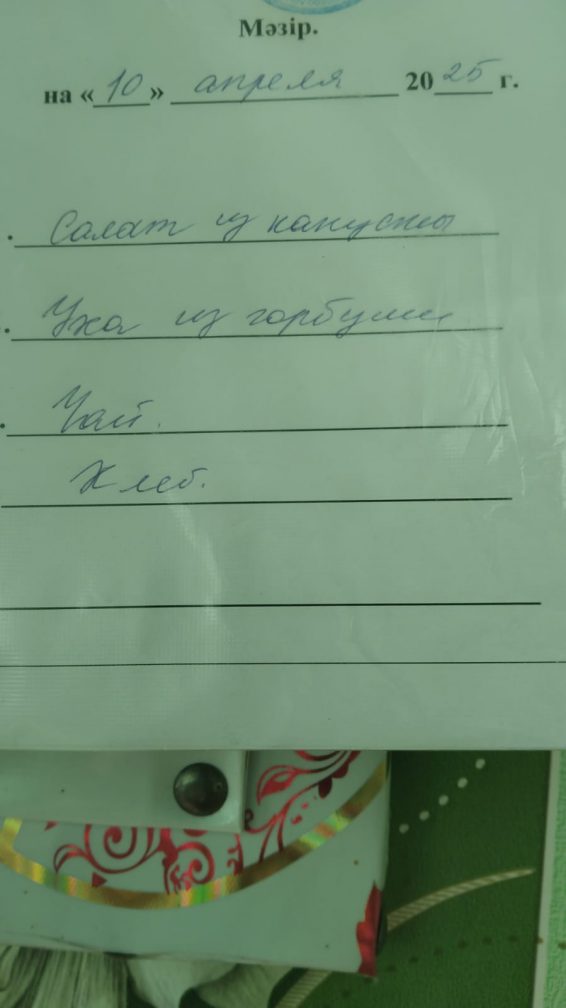 Мәзір.
на «10» апреля 2025 г.
. Салат из капусты
. Уха из горбуши
. Чай.
Хлеб.